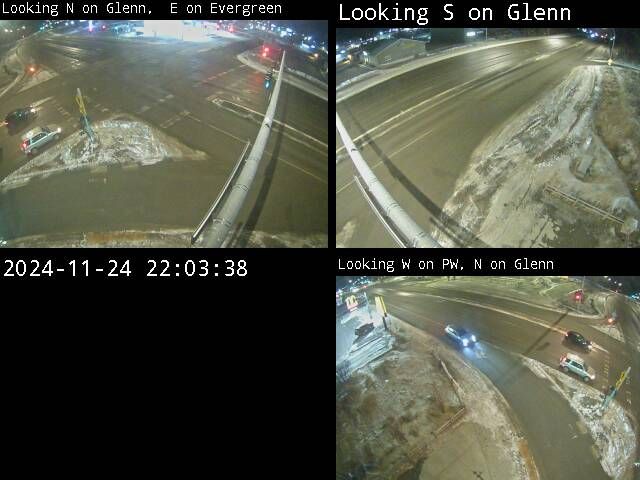 Looking N on Glenn, E on Evergreen
Looking S on Glenn
2024-11-24 22:03:38
Looking W on PW, N on Glenn